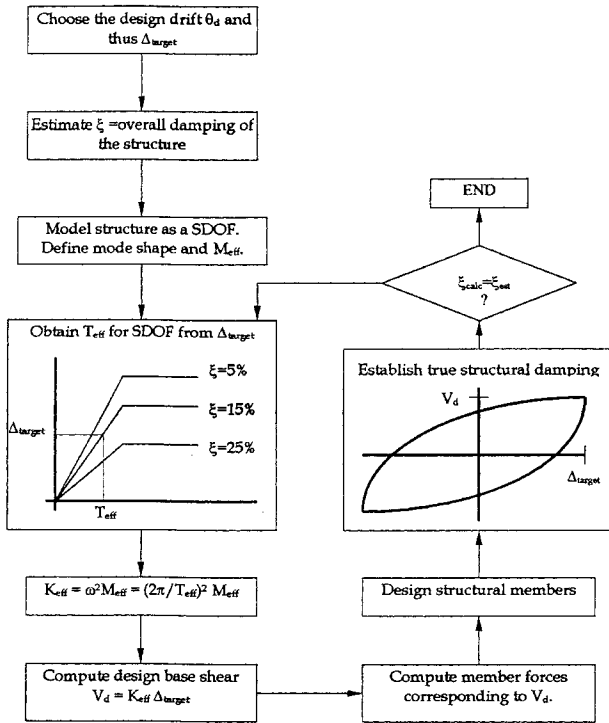 Choose the design drift θd and
thus Δtarget
Estimate ξ =overall damping of
the structure
Model structure as a SDOF.
Define mode shape and Meff.
Obtain Teff for SDOF from Δtarget
ξ=5%
ξ=15%
Δtarget
ξ=25%
Teff
Keff = ω²Meff = (2π/Teff)² Meff
Compute design base shear
Vd = Keff Δtarget
Compute member forces
corresponding to Vd.
Design structural members
Establish true structural damping
Vd
Δtarget
ξcalc=ξest
?
END